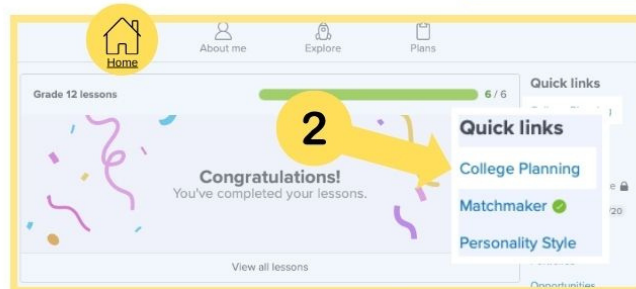 Home
About me
Explore
Plans
Grade 12 lessons
6 / 6
Quick links
2
Quick links
College Planning
Matchmaker
Personality Style
Congratulations!
You've completed your lessons.
View all lessons
/20
Opportunities